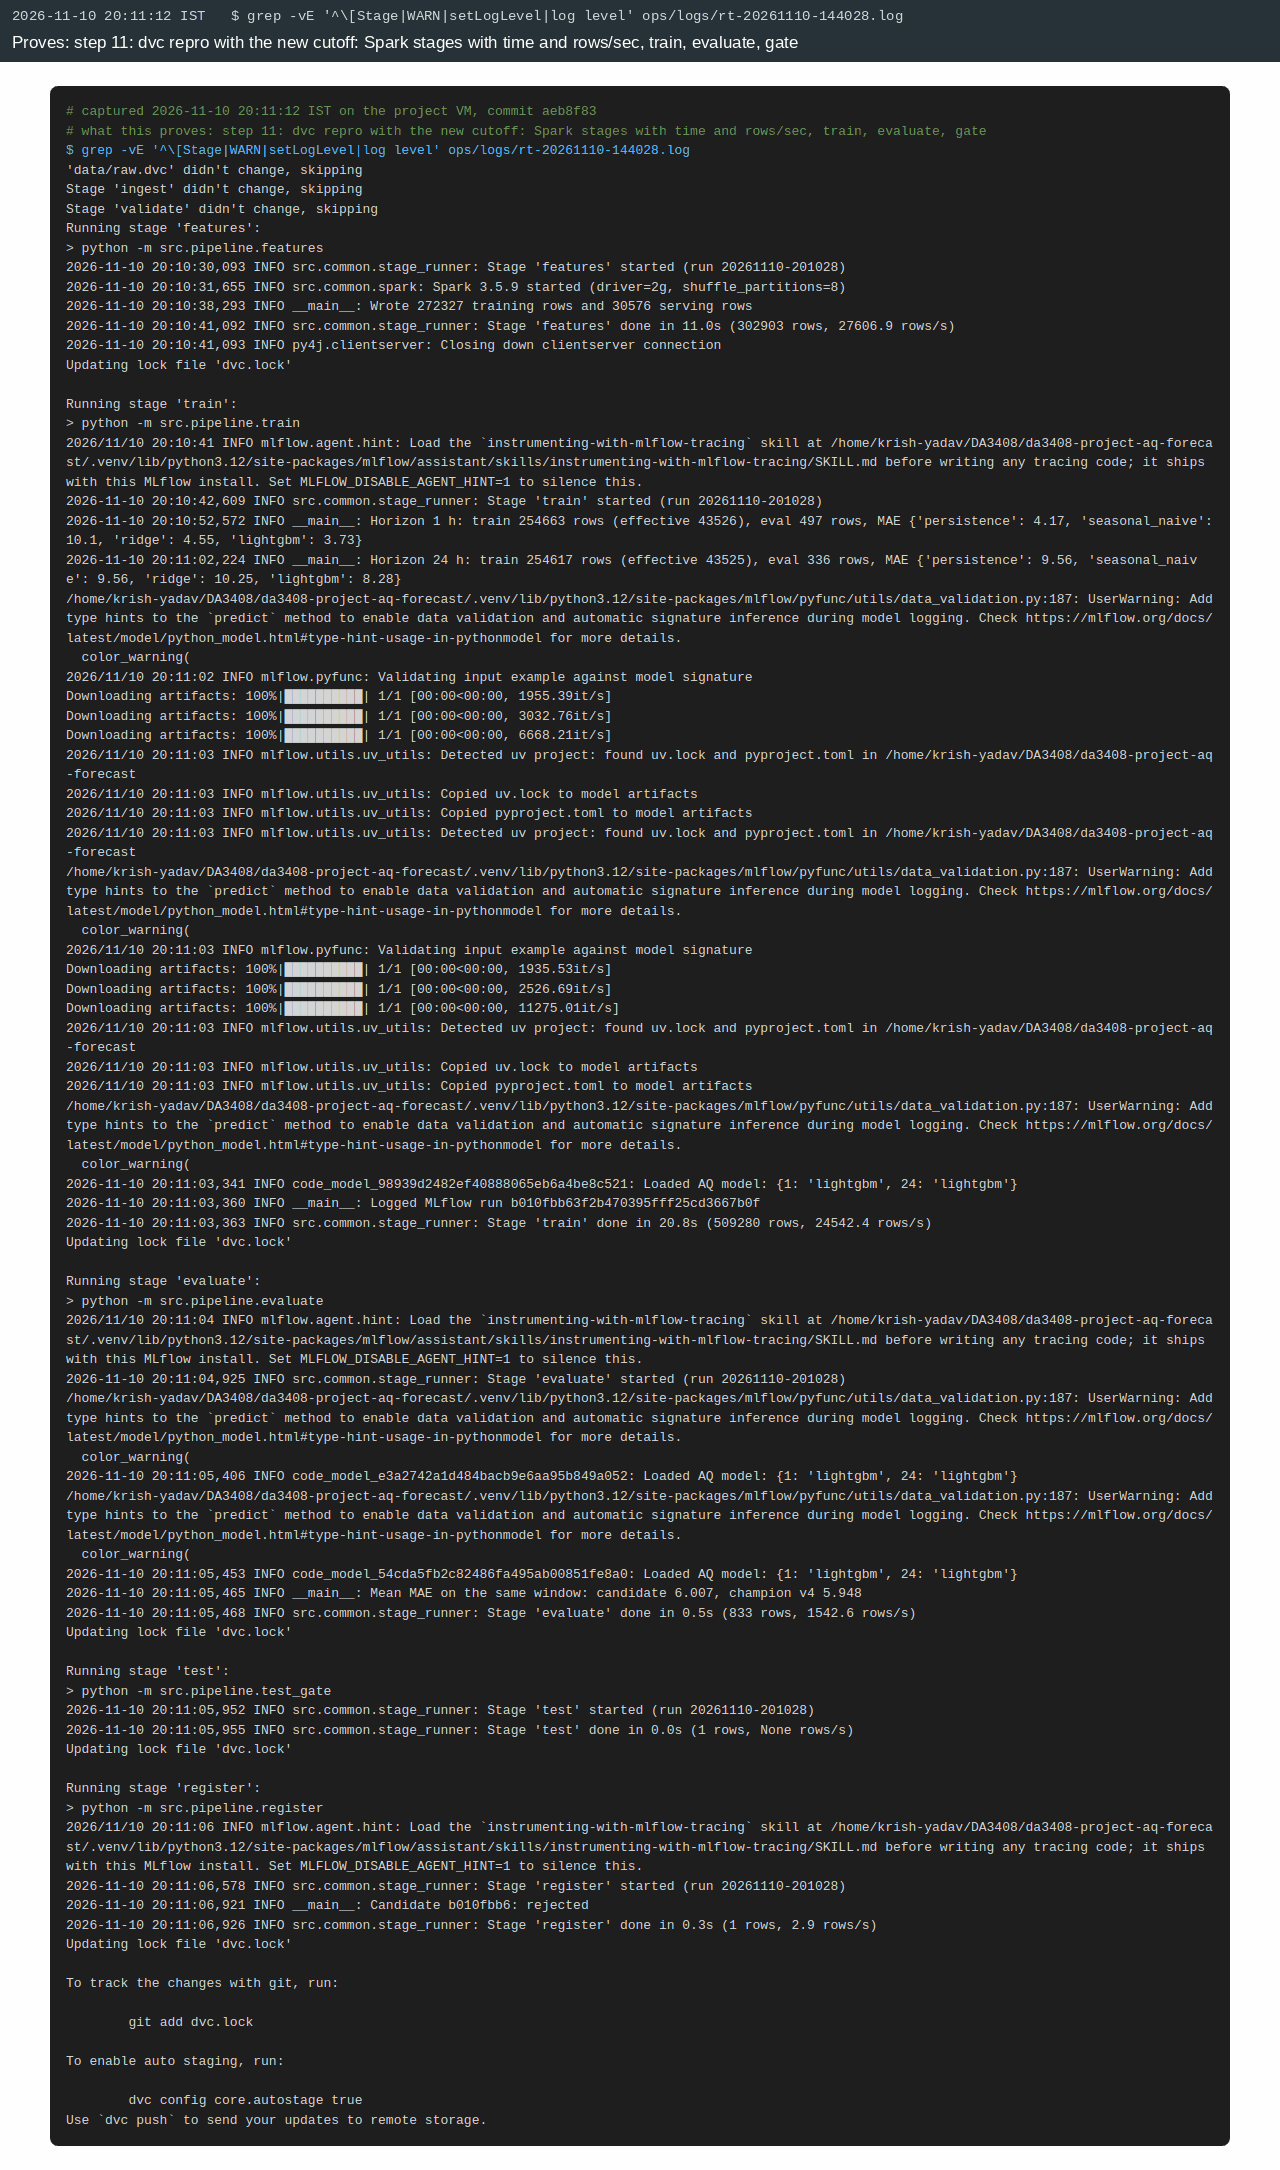 2026-11-10 20:11:12 IST   $ grep -vE '^\[Stage|WARN|setLogLevel|log level' ops/logs/rt-20261110-144028.log
Proves: step 11: dvc repro with the new cutoff: Spark stages with time and rows/sec, train, evaluate, gate
# captured 2026-11-10 20:11:12 IST on the project VM, commit aeb8f83
# what this proves: step 11: dvc repro with the new cutoff: Spark stages with time and rows/sec, train, evaluate, gate
$ grep -vE '^\[Stage|WARN|setLogLevel|log level' ops/logs/rt-20261110-144028.log
'data/raw.dvc' didn't change, skipping
Stage 'ingest' didn't change, skipping
Stage 'validate' didn't change, skipping
Running stage 'features':
> python -m src.pipeline.features
2026-11-10 20:10:30,093 INFO src.common.stage_runner: Stage 'features' started (run 20261110-201028)
2026-11-10 20:10:31,655 INFO src.common.spark: Spark 3.5.9 started (driver=2g, shuffle_partitions=8)
2026-11-10 20:10:38,293 INFO __main__: Wrote 272327 training rows and 30576 serving rows
2026-11-10 20:10:41,092 INFO src.common.stage_runner: Stage 'features' done in 11.0s (302903 rows, 27606.9 rows/s)
2026-11-10 20:10:41,093 INFO py4j.clientserver: Closing down clientserver connection
Updating lock file 'dvc.lock'

Running stage 'train':
> python -m src.pipeline.train
2026/11/10 20:10:41 INFO mlflow.agent.hint: Load the `instrumenting-with-mlflow-tracing` skill at /home/krish-yadav/DA3408/da3408-project-aq-foreca
st/.venv/lib/python3.12/site-packages/mlflow/assistant/skills/instrumenting-with-mlflow-tracing/SKILL.md before writing any tracing code; it ships
with this MLflow install. Set MLFLOW_DISABLE_AGENT_HINT=1 to silence this.
2026-11-10 20:10:42,609 INFO src.common.stage_runner: Stage 'train' started (run 20261110-201028)
2026-11-10 20:10:52,572 INFO __main__: Horizon 1 h: train 254663 rows (effective 43526), eval 497 rows, MAE {'persistence': 4.17, 'seasonal_naive':
10.1, 'ridge': 4.55, 'lightgbm': 3.73}
2026-11-10 20:11:02,224 INFO __main__: Horizon 24 h: train 254617 rows (effective 43525), eval 336 rows, MAE {'persistence': 9.56, 'seasonal_naiv
e': 9.56, 'ridge': 10.25, 'lightgbm': 8.28}
/home/krish-yadav/DA3408/da3408-project-aq-forecast/.venv/lib/python3.12/site-packages/mlflow/pyfunc/utils/data_validation.py:187: UserWarning: Add
type hints to the `predict` method to enable data validation and automatic signature inference during model logging. Check https://mlflow.org/docs/
latest/model/python_model.html#type-hint-usage-in-pythonmodel for more details.
  color_warning(
2026/11/10 20:11:02 INFO mlflow.pyfunc: Validating input example against model signature
Downloading artifacts: 100%|██████████| 1/1 [00:00<00:00, 1955.39it/s]
Downloading artifacts: 100%|██████████| 1/1 [00:00<00:00, 3032.76it/s]
Downloading artifacts: 100%|██████████| 1/1 [00:00<00:00, 6668.21it/s]
2026/11/10 20:11:03 INFO mlflow.utils.uv_utils: Detected uv project: found uv.lock and pyproject.toml in /home/krish-yadav/DA3408/da3408-project-aq
-forecast
2026/11/10 20:11:03 INFO mlflow.utils.uv_utils: Copied uv.lock to model artifacts
2026/11/10 20:11:03 INFO mlflow.utils.uv_utils: Copied pyproject.toml to model artifacts
2026/11/10 20:11:03 INFO mlflow.utils.uv_utils: Detected uv project: found uv.lock and pyproject.toml in /home/krish-yadav/DA3408/da3408-project-aq
-forecast
/home/krish-yadav/DA3408/da3408-project-aq-forecast/.venv/lib/python3.12/site-packages/mlflow/pyfunc/utils/data_validation.py:187: UserWarning: Add
type hints to the `predict` method to enable data validation and automatic signature inference during model logging. Check https://mlflow.org/docs/
latest/model/python_model.html#type-hint-usage-in-pythonmodel for more details.
  color_warning(
2026/11/10 20:11:03 INFO mlflow.pyfunc: Validating input example against model signature
Downloading artifacts: 100%|██████████| 1/1 [00:00<00:00, 1935.53it/s]
Downloading artifacts: 100%|██████████| 1/1 [00:00<00:00, 2526.69it/s]
Downloading artifacts: 100%|██████████| 1/1 [00:00<00:00, 11275.01it/s]
2026/11/10 20:11:03 INFO mlflow.utils.uv_utils: Detected uv project: found uv.lock and pyproject.toml in /home/krish-yadav/DA3408/da3408-project-aq
-forecast
2026/11/10 20:11:03 INFO mlflow.utils.uv_utils: Copied uv.lock to model artifacts
2026/11/10 20:11:03 INFO mlflow.utils.uv_utils: Copied pyproject.toml to model artifacts
/home/krish-yadav/DA3408/da3408-project-aq-forecast/.venv/lib/python3.12/site-packages/mlflow/pyfunc/utils/data_validation.py:187: UserWarning: Add
type hints to the `predict` method to enable data validation and automatic signature inference during model logging. Check https://mlflow.org/docs/
latest/model/python_model.html#type-hint-usage-in-pythonmodel for more details.
  color_warning(
2026-11-10 20:11:03,341 INFO code_model_98939d2482ef40888065eb6a4be8c521: Loaded AQ model: {1: 'lightgbm', 24: 'lightgbm'}
2026-11-10 20:11:03,360 INFO __main__: Logged MLflow run b010fbb63f2b470395fff25cd3667b0f
2026-11-10 20:11:03,363 INFO src.common.stage_runner: Stage 'train' done in 20.8s (509280 rows, 24542.4 rows/s)
Updating lock file 'dvc.lock'

Running stage 'evaluate':
> python -m src.pipeline.evaluate
2026/11/10 20:11:04 INFO mlflow.agent.hint: Load the `instrumenting-with-mlflow-tracing` skill at /home/krish-yadav/DA3408/da3408-project-aq-foreca
st/.venv/lib/python3.12/site-packages/mlflow/assistant/skills/instrumenting-with-mlflow-tracing/SKILL.md before writing any tracing code; it ships
with this MLflow install. Set MLFLOW_DISABLE_AGENT_HINT=1 to silence this.
2026-11-10 20:11:04,925 INFO src.common.stage_runner: Stage 'evaluate' started (run 20261110-201028)
/home/krish-yadav/DA3408/da3408-project-aq-forecast/.venv/lib/python3.12/site-packages/mlflow/pyfunc/utils/data_validation.py:187: UserWarning: Add
type hints to the `predict` method to enable data validation and automatic signature inference during model logging. Check https://mlflow.org/docs/
latest/model/python_model.html#type-hint-usage-in-pythonmodel for more details.
  color_warning(
2026-11-10 20:11:05,406 INFO code_model_e3a2742a1d484bacb9e6aa95b849a052: Loaded AQ model: {1: 'lightgbm', 24: 'lightgbm'}
/home/krish-yadav/DA3408/da3408-project-aq-forecast/.venv/lib/python3.12/site-packages/mlflow/pyfunc/utils/data_validation.py:187: UserWarning: Add
type hints to the `predict` method to enable data validation and automatic signature inference during model logging. Check https://mlflow.org/docs/
latest/model/python_model.html#type-hint-usage-in-pythonmodel for more details.
  color_warning(
2026-11-10 20:11:05,453 INFO code_model_54cda5fb2c82486fa495ab00851fe8a0: Loaded AQ model: {1: 'lightgbm', 24: 'lightgbm'}
2026-11-10 20:11:05,465 INFO __main__: Mean MAE on the same window: candidate 6.007, champion v4 5.948
2026-11-10 20:11:05,468 INFO src.common.stage_runner: Stage 'evaluate' done in 0.5s (833 rows, 1542.6 rows/s)
Updating lock file 'dvc.lock'

Running stage 'test':
> python -m src.pipeline.test_gate
2026-11-10 20:11:05,952 INFO src.common.stage_runner: Stage 'test' started (run 20261110-201028)
2026-11-10 20:11:05,955 INFO src.common.stage_runner: Stage 'test' done in 0.0s (1 rows, None rows/s)
Updating lock file 'dvc.lock'

Running stage 'register':
> python -m src.pipeline.register
2026/11/10 20:11:06 INFO mlflow.agent.hint: Load the `instrumenting-with-mlflow-tracing` skill at /home/krish-yadav/DA3408/da3408-project-aq-foreca
st/.venv/lib/python3.12/site-packages/mlflow/assistant/skills/instrumenting-with-mlflow-tracing/SKILL.md before writing any tracing code; it ships
with this MLflow install. Set MLFLOW_DISABLE_AGENT_HINT=1 to silence this.
2026-11-10 20:11:06,578 INFO src.common.stage_runner: Stage 'register' started (run 20261110-201028)
2026-11-10 20:11:06,921 INFO __main__: Candidate b010fbb6: rejected
2026-11-10 20:11:06,926 INFO src.common.stage_runner: Stage 'register' done in 0.3s (1 rows, 2.9 rows/s)
Updating lock file 'dvc.lock'

To track the changes with git, run:

        git add dvc.lock

To enable auto staging, run:

        dvc config core.autostage true
Use `dvc push` to send your updates to remote storage.